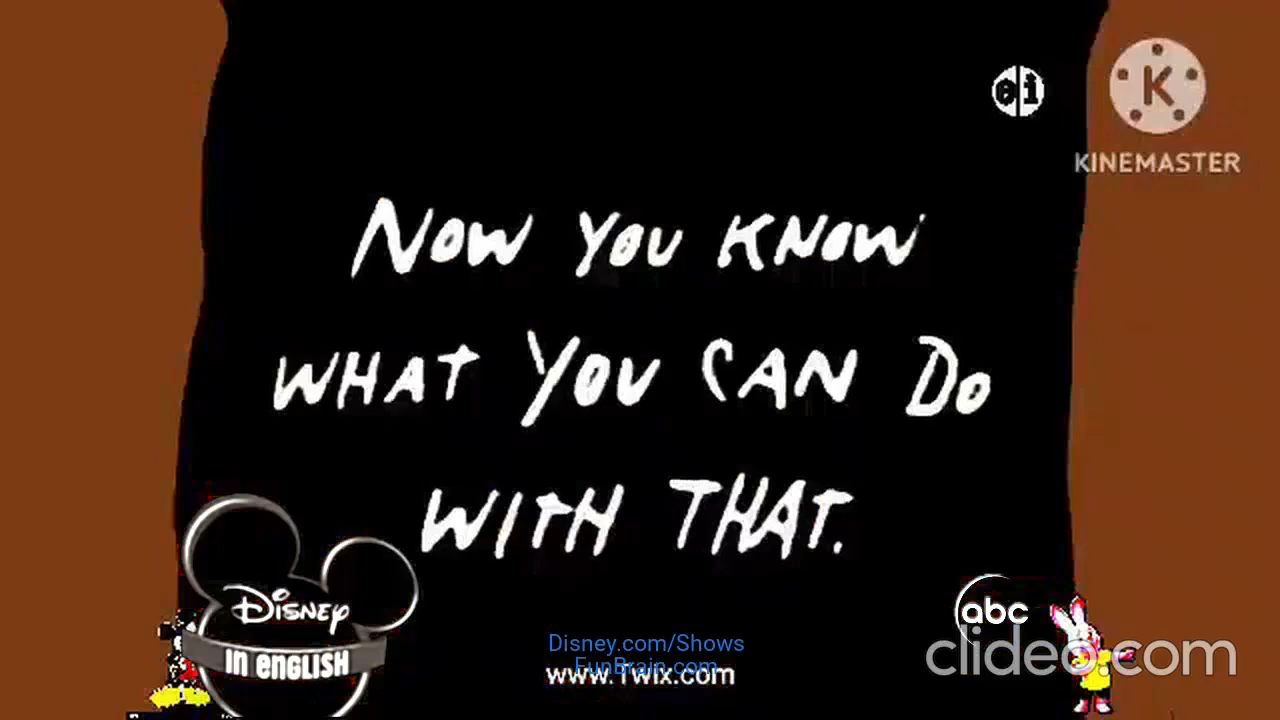 e i
K
KINEMASTER
NOW YOU KNOW
WHAT YOU CAN DO
WITH THAT.
DISNEY
IN ENGLISH
abc
clideo.com
Disney.com/Shows
FunBrain.com
www.Twix.com